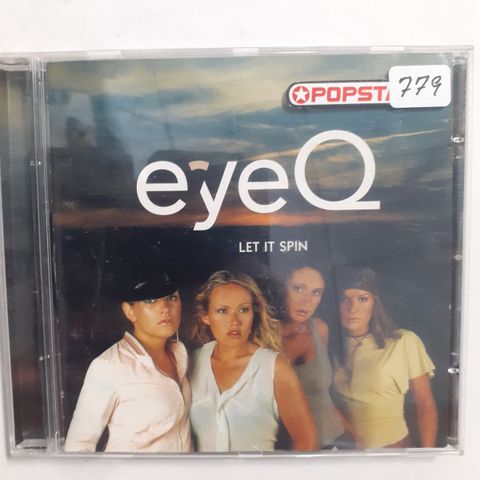 POPSTA
779
eyeQ
LET IT SPIN